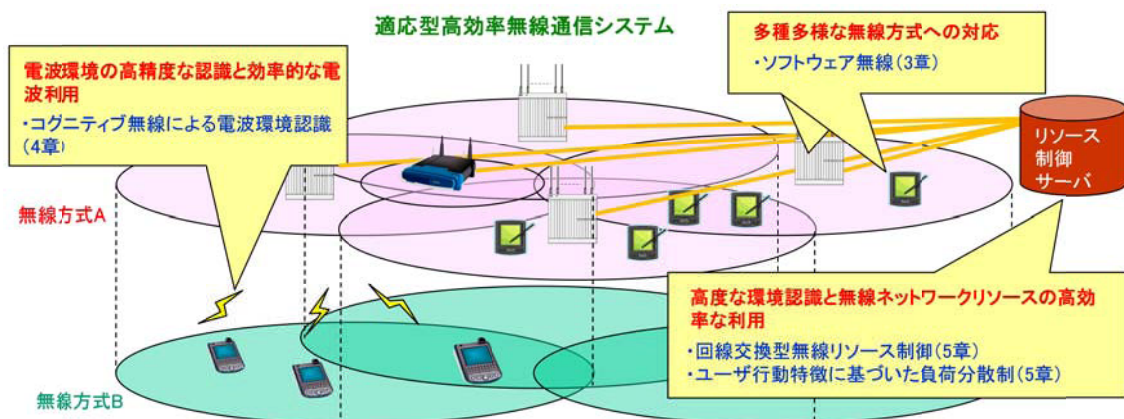 適応型高効率無線通信システム
電波環境の高精度な認識と効率的な電
波利用
・コグニティブ無線による電波環境認識
(4章)
多種多様な無線方式への対応
・ソフトウェア無線(3章)
リソース
制御
サーバ
無線方式A
高度な環境認識と無線ネットワークリソースの高効
率な利用
・回線交換型無線リソース制御(5章)
・ユーザ行動特徴に基づいた負荷分散制(5章)
無線方式B